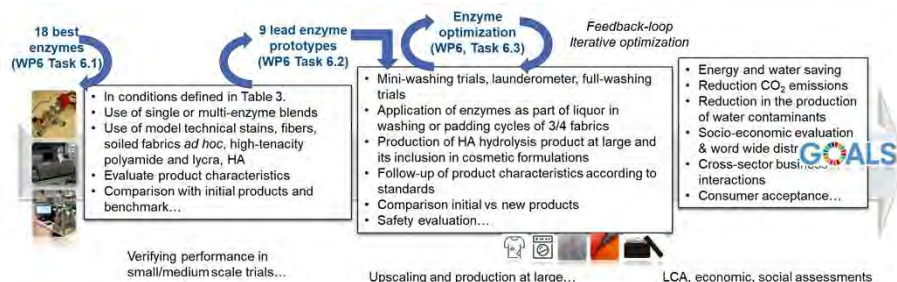 18 best
enzymes
(WP6 Task 6.1)
9 lead enzyme
prototypes
(WP6 Task 6.2)
Enzyme
optimization
(WP6, Task 6.3)
Feedback-loop
Iterative optimization
• In conditions defined in Table 3.
• Use of single or multi-enzyme blends
• Use of model technical stains, fibers,
soiled fabrics ad hoc, high-tenacity
polyamide and lycra, HA
• Evaluate product characteristics
• Comparison with initial products and
benchmark...
• Mini-washing trials, launderometer, full-washing
trials
• Application of enzymes as part of liquor in
washing or padding cycles of 3/4 fabrics
• Production of HA hydrolysis product at large and
its inclusion in cosmetic formulations
• Follow-up of product characteristics according to
standards
• Comparison initial vs new products
• Safety evaluation...
• Energy and water saving
• Reduction CO2 emissions
• Reduction in the production
of water contaminants
• Socio-economic evaluation
& word wide distr
GOALS
• Cross-sector busin
interactions
• Consumer acceptance...
Verifying performance in
small/medium scale trials...
Upscaling and production at large...
LCA, economic, social assessments